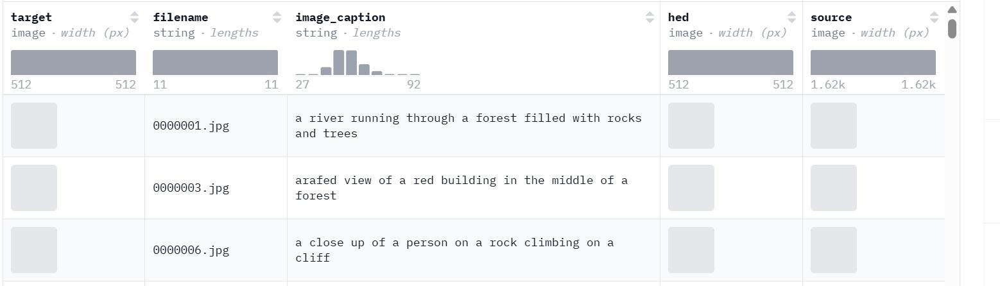 target filename image_caption hed source
image · width (px) string · lengths string · lengths image · width (px) image · width (px)
512 512 11 11 27 92 512 512 1.62k 1.62k
0000001.jpg a river running through a forest filled with rocks
and trees
0000003.jpg arafed view of a red building in the middle of a
forest
0000006.jpg a close up of a person on a rock climbing on a
cliff